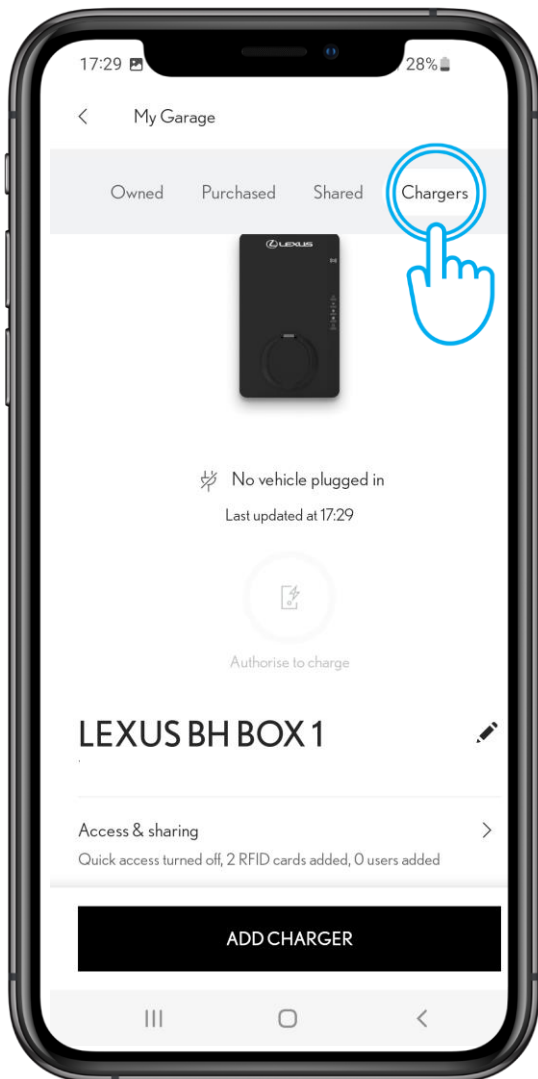 17:29
28%
My Garage
Owned Purchased Shared Chargers
LEXUS
No vehicle plugged in
Last updated at 17:29
Authorise to charge
LEXUS BH BOX 1
Access & sharing
Quick access turned off, 2 RFID cards added, 0 users added
ADD CHARGER